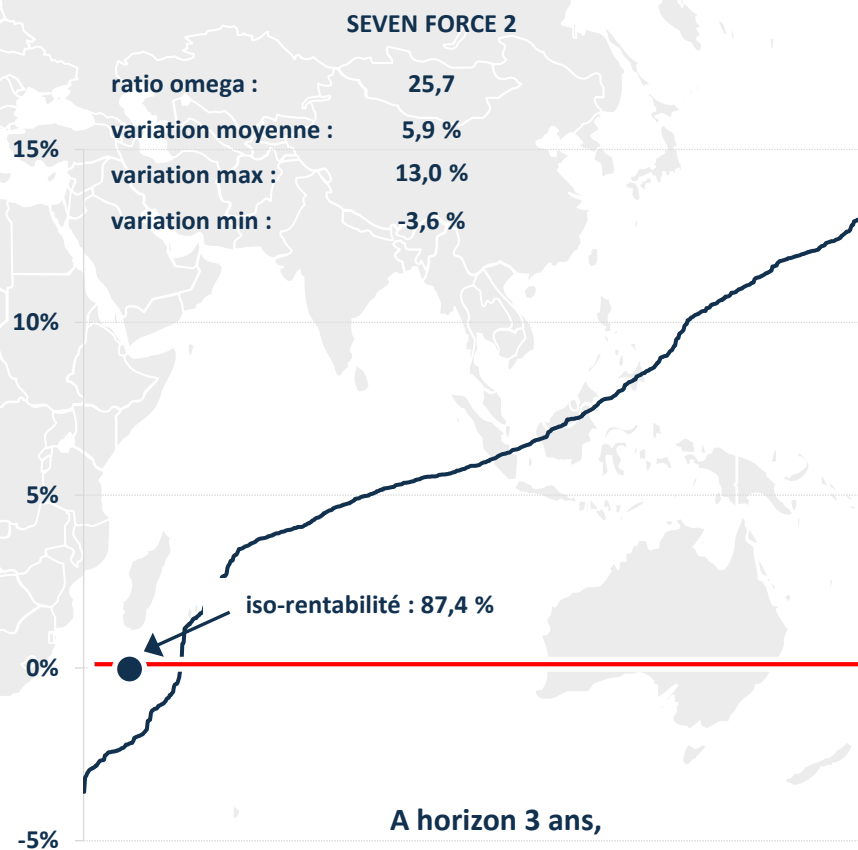 SEVEN FORCE 2
ratio omega : 25,7
variation moyenne : 5,9 %
15%
variation max : 13,0 %
variation min : -3,6 %
10%
5%
iso-rentabilité : 87,4 %
0%
A horizon 3 ans,
-5%